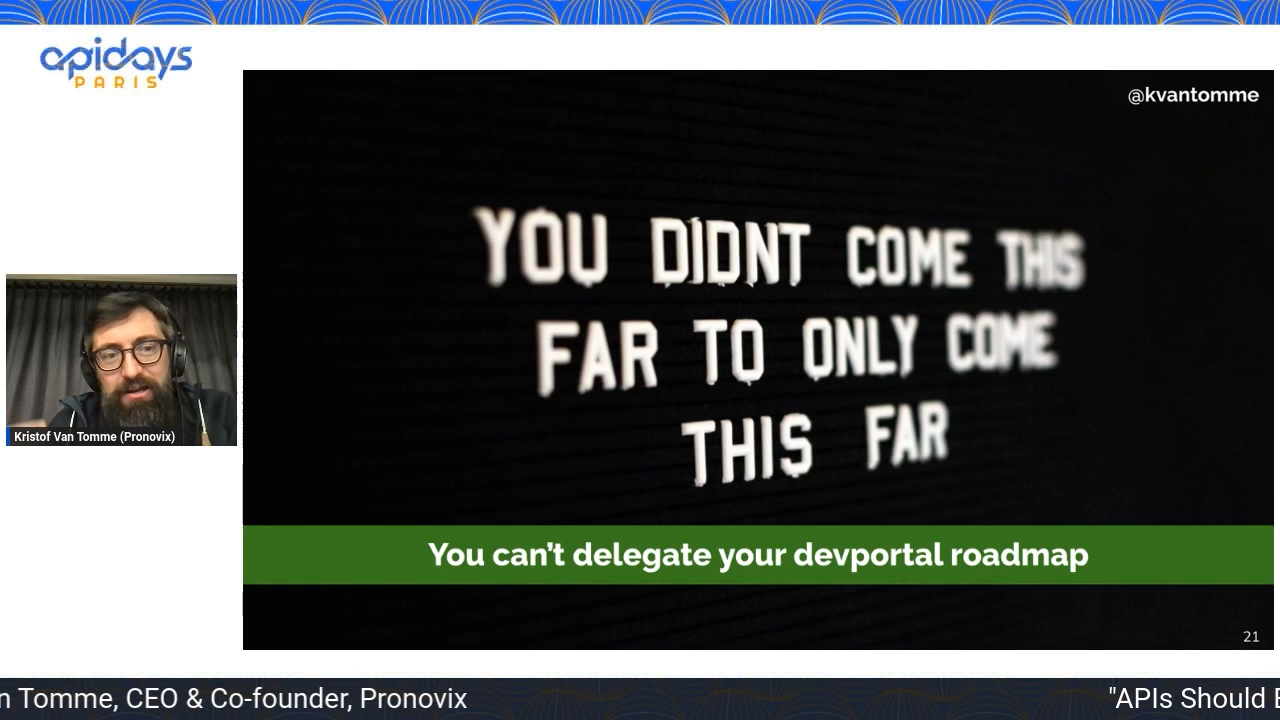 apidays
PARIS
@kvantomme
YOU DIDNT COME THIS
FAR TO ONLY COME
THIS FAR
You can't delegate your devportal roadmap
21
Kristof Van Tomme (Pronovix)
n Tomme, CEO & Co-founder, Pronovix
"APIs Should